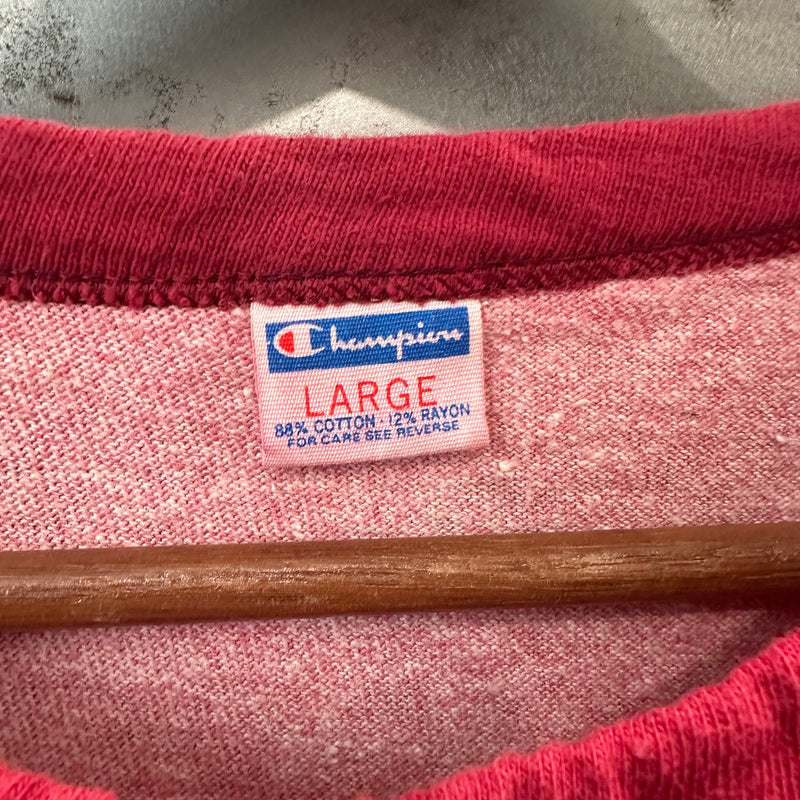 Champion
LARGE
88% COTTON · 12% RAYON
FOR CARE SEE REVERSE